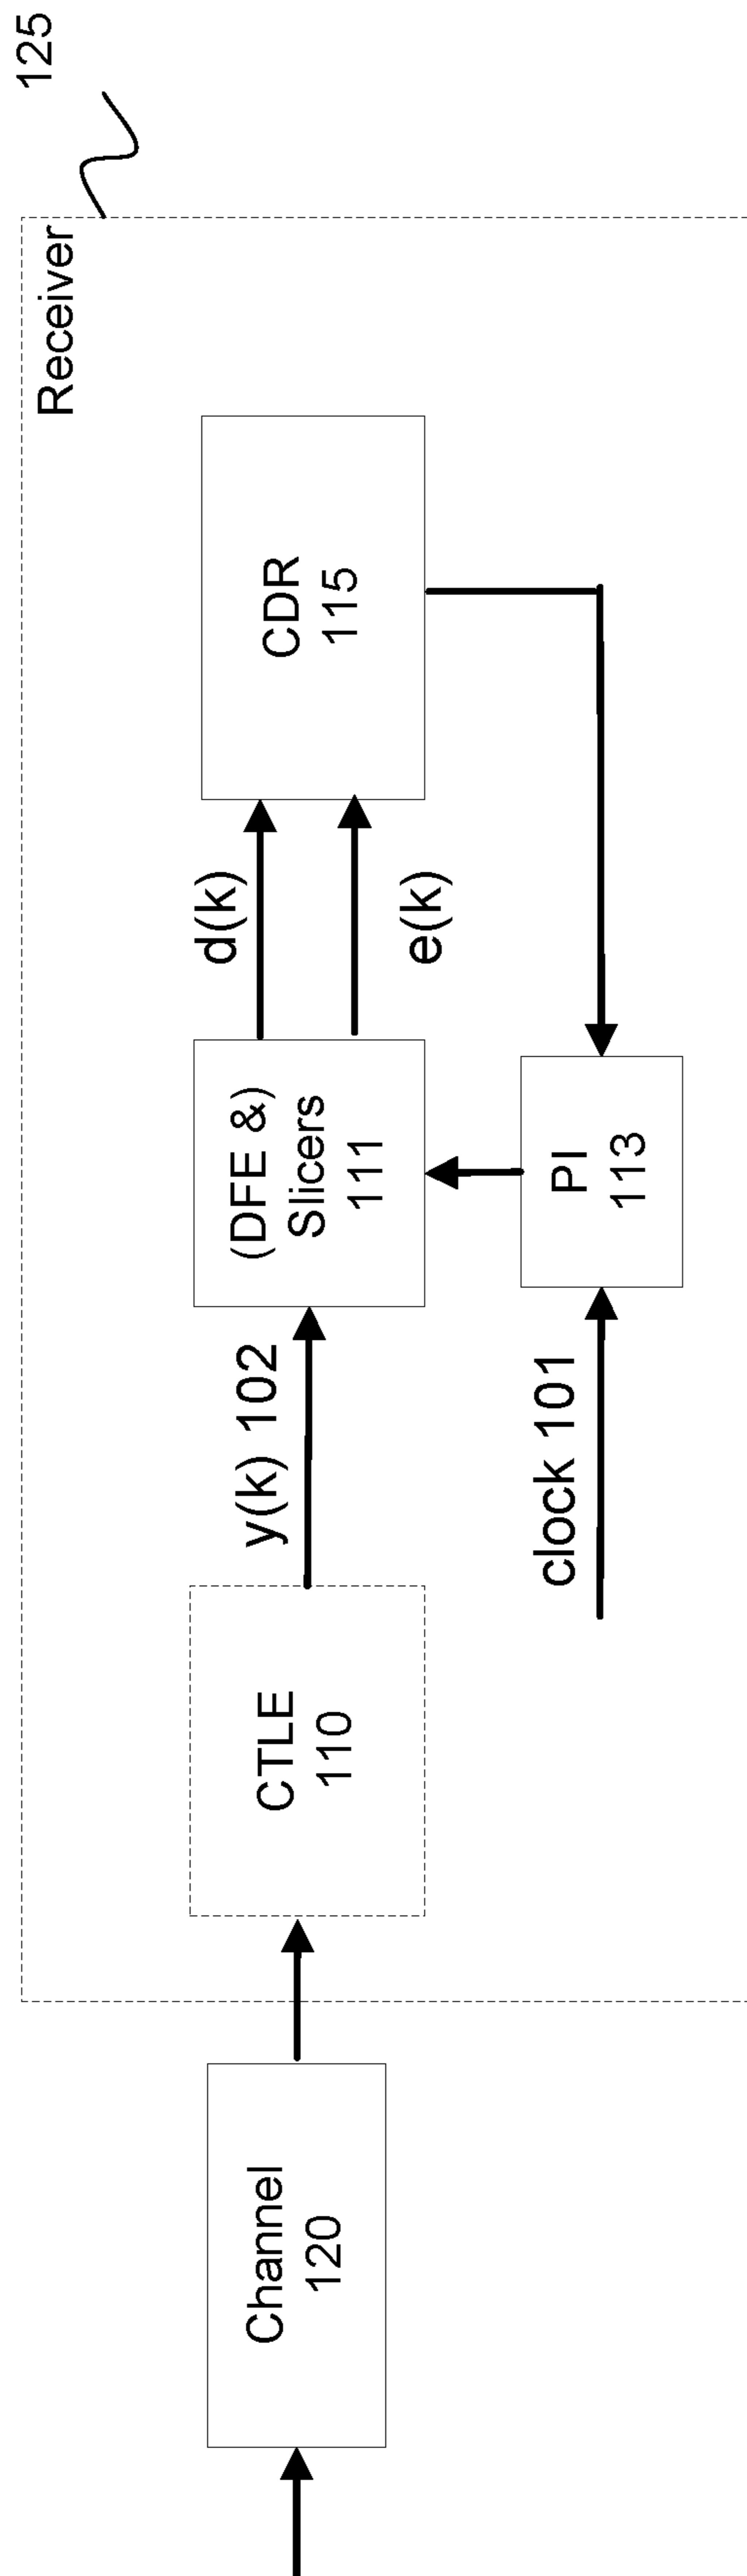 125
Receiver
Channel
120
CTLE
110
y(k) 102
(DFE &)
Slicers
111
d(k)
e(k)
CDR
115
clock 101
PI
113